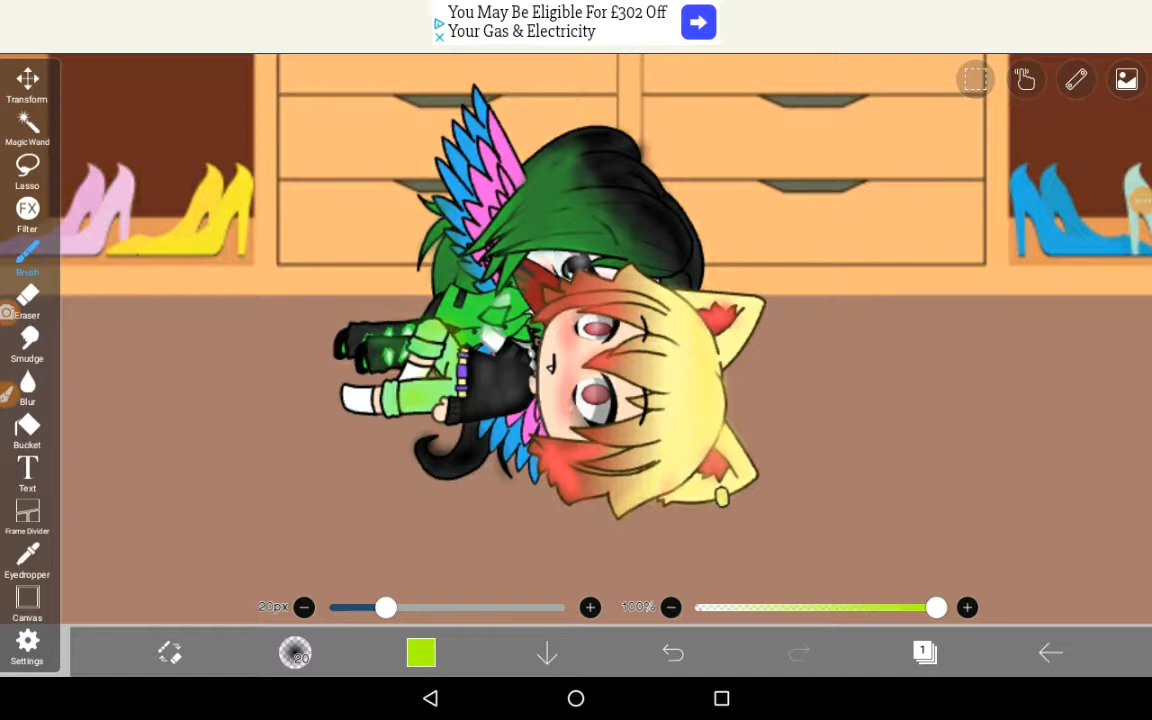 You May Be Eligible For £302 Off
Your Gas & Electricity
Transform
Magic Wand
Lasso
FX
Filter
Brush
Eraser
Smudge
Blur
Bucket
T
Text
Frame Divider
Eyedropper
Canvas
Settings
20px
100%
20
1